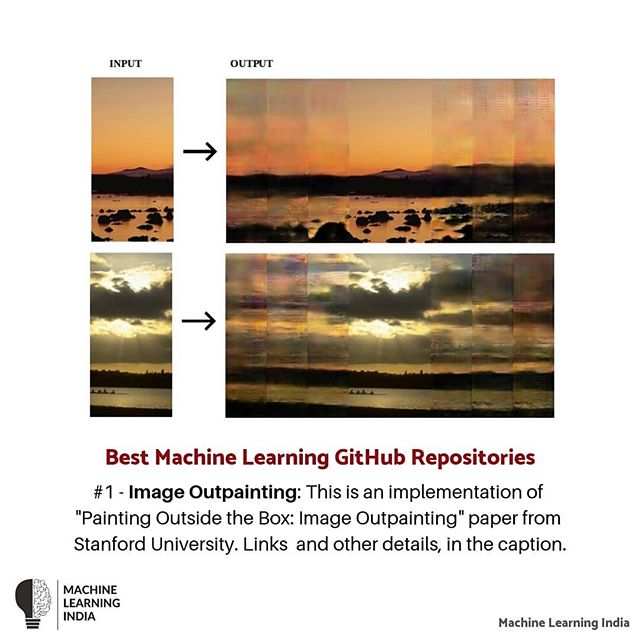 INPUT
OUTPUT
Best Machine Learning GitHub Repositories
#1 - Image Outpainting: This is an implementation of
"Painting Outside the Box: Image Outpainting" paper from
Stanford University. Links  and other details, in the caption.
MACHINE
LEARNING
INDIA
Machine Learning India